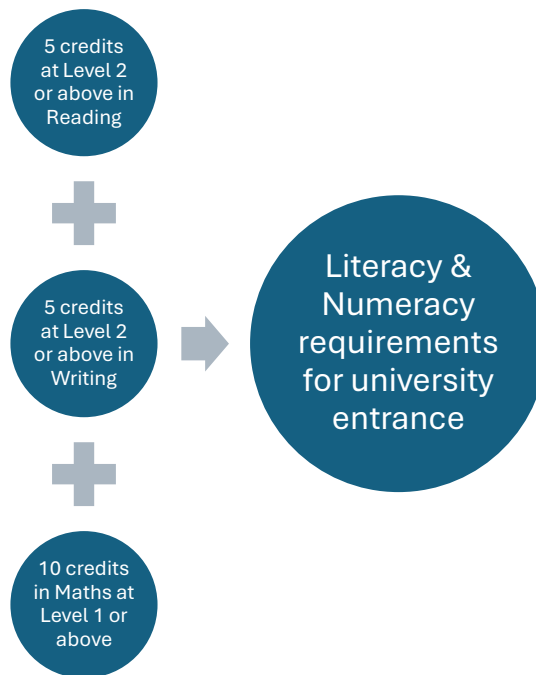 5 credits
at Level 2
or above in
Reading
5 credits
at Level 2
or above in
Writing
10 credits
in Maths at
Level 1 or
above
Literacy &
Numeracy
requirements
for university
entrance